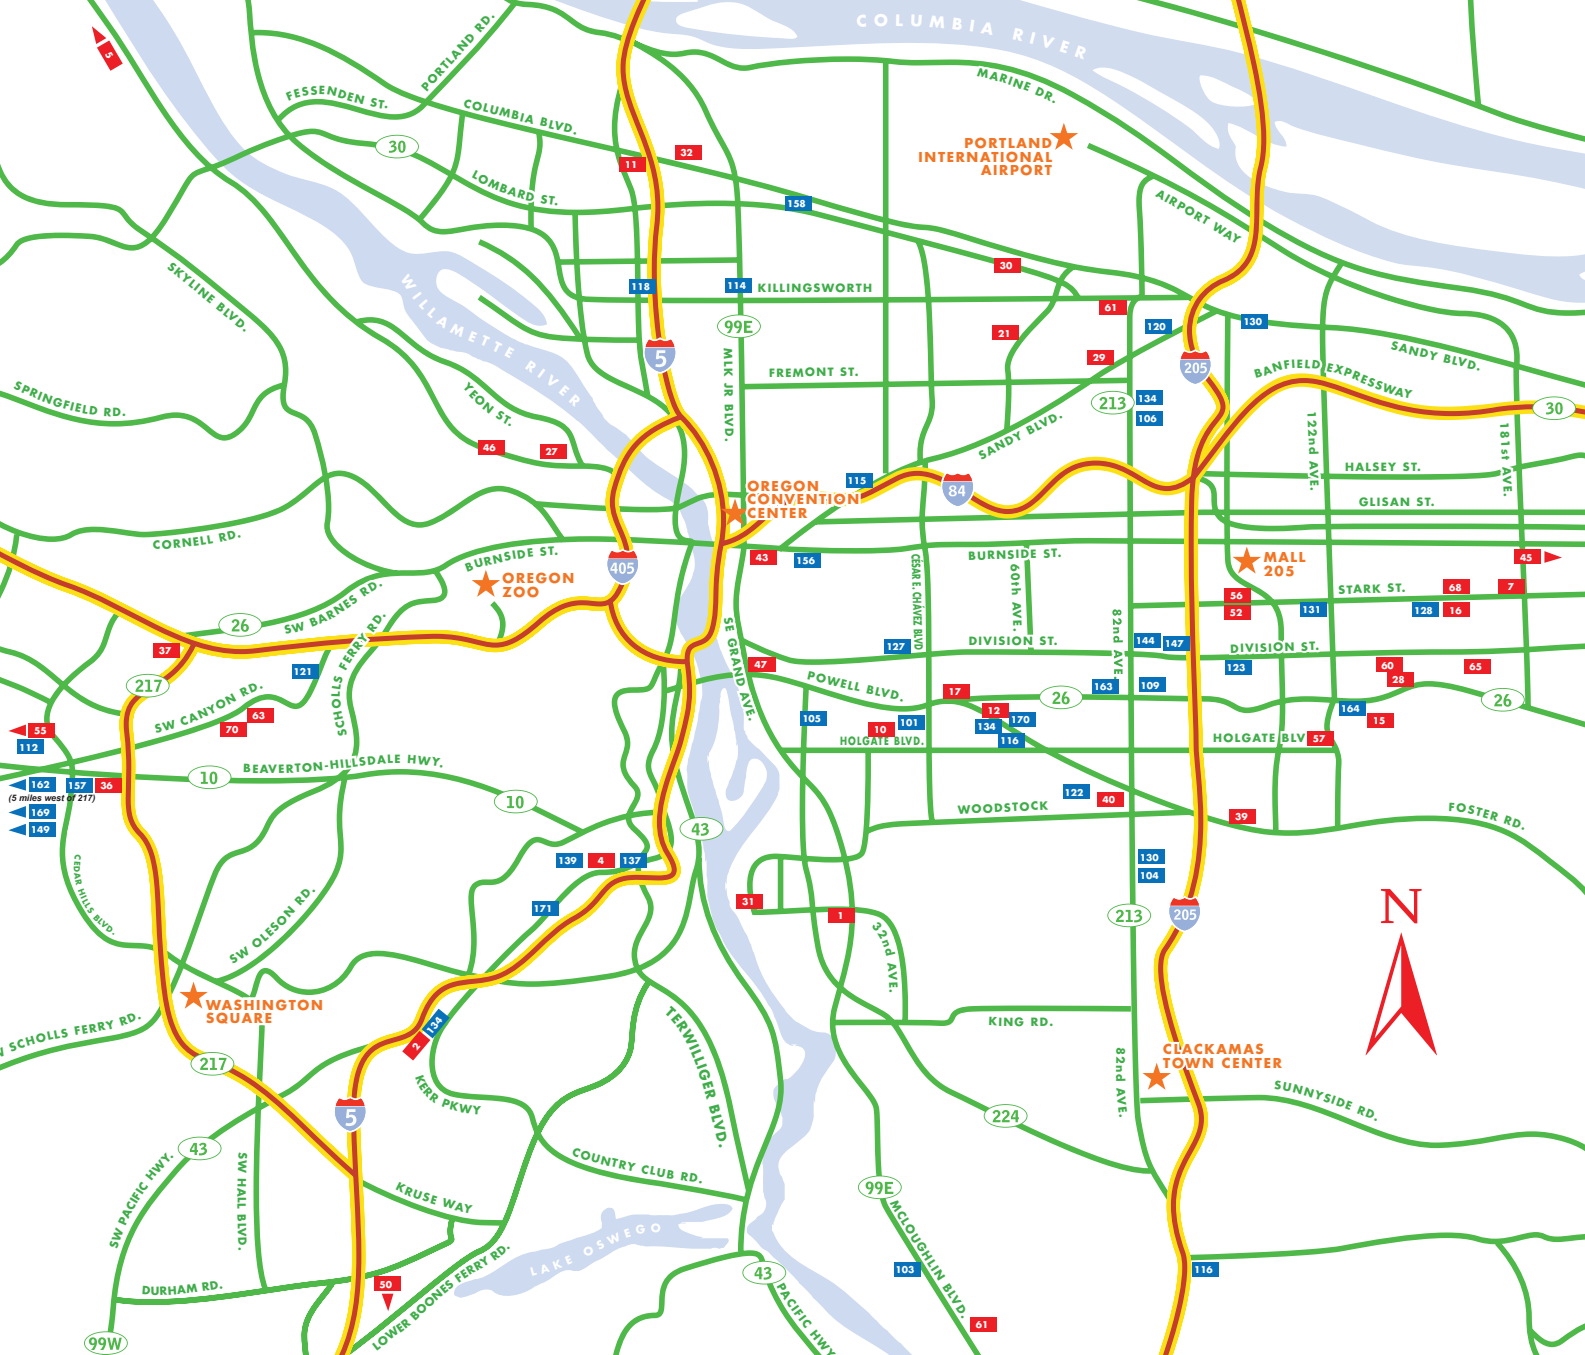 COLUMBIA RIVER
5
PORTLAND RD.
FESSENDEN ST.
COLUMBIA BLVD.
MARINE DR.
30
32
11
PORTLAND
INTERNATIONAL
AIRPORT
LOMBARD ST.
158
AIRPORT WAY
SKYLINE BLVD.
WILLAMETTE RIVER
30
118
114
KILLINGSWORTH
61
99E
120
130
21
5
29
205
SANDY BLVD.
MLK JR BLVD.
FREMONT ST.
BANFIELD EXPRESSWAY
SPRINGFIELD RD.
YEON ST.
213
134
106
30
SANDY BLVD.
122nd AVE.
181st AVE.
46
27
HALSEY ST.
115
84
OREGON
CONVENTION
CENTER
GLISAN ST.
CORNELL RD.
BURNSIDE ST.
405
43
156
BURNSIDE ST.
MALL
205
45
OREGON
ZOO
CESAR E. CHÁVEZ BLVD
60th AVE.
SW BARNES RD.
56
52
STARK ST.
68
7
131
128
16
26
SE GRAND AVE.
82nd AVE.
127
DIVISION ST.
144
147
DIVISION ST.
37
SCHOLLS FERRY RD.
121
47
123
60
28
65
217
SW CANYON RD.
POWELL BLVD.
17
26
163
109
26
63
70
105
10
101
12
134
170
116
164
15
55
112
HOLGATE BLVD.
HOLGATE BLV
57
10
BEAVERTON-HILLSDALE HWY.
162
157
36
(5 miles west of 217)
169
149
10
122
40
WOODSTOCK
39
FOSTER RD.
43
CEDAR HILLS BLVD.
139
4
137
130
104
171
31
1
213
205
N
SW OLESON RD.
32nd AVE.
WASHINGTON
SQUARE
W SCHOLLS FERRY RD.
134
2
TERWILLIGER BLVD.
KING RD.
217
CLACKAMAS
TOWN CENTER
82nd AVE.
KERR PKWY
5
SUNNYSIDE RD.
224
43
SW PACIFIC HWY.
SW HALL BLVD.
COUNTRY CLUB RD.
KRUSE WAY
99E
MCLOUGHLIN BLVD.
LAKE OSWEGO
103
116
DURHAM RD.
50
LOWER BOONES FERRY RD.
43
PACIFIC HWY
61
99W